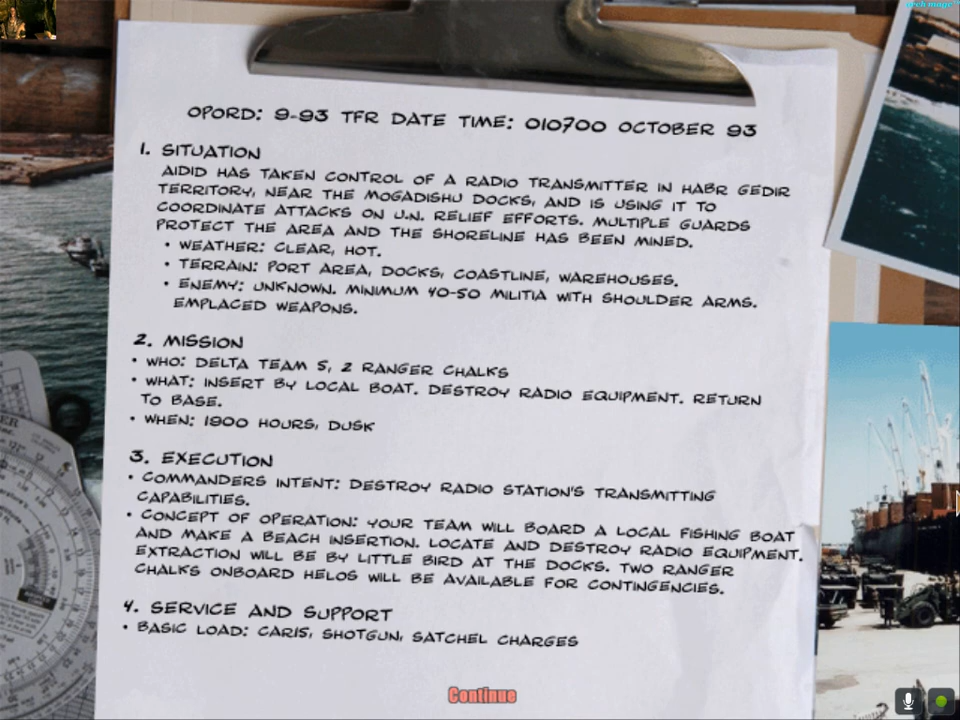 arch mage
OPORD: 9-93 TFR DATE TIME: 010700 OCTOBER 93
1. SITUATION
AIDID HAS TAKEN CONTROL OF A RADIO TRANSMITTER IN HABR GEDIR
TERRITORY, NEAR THE MOGADISHU DOCKS, AND IS USING IT TO
COORDINATE ATTACKS ON U.N. RELIEF EFFORTS. MULTIPLE GUARDS
PROTECT THE AREA AND THE SHORELINE HAS BEEN MINED.
• WEATHER: CLEAR, HOT.
• TERRAIN: PORT AREA, DOCKS, COASTLINE, WAREHOUSES.
• ENEMY: UNKNOWN. MINIMUM 40-50 MILITIA WITH SHOULDER ARMS.
EMPLACED WEAPONS.
2. MISSION
• WHO: DELTA TEAM 5, 2 RANGER CHALKS
• WHAT: INSERT BY LOCAL BOAT. DESTROY RADIO EQUIPMENT. RETURN
TO BASE.
• WHEN: 1900 HOURS, DUSK
3. EXECUTION
• COMMANDERS INTENT: DESTROY RADIO STATION'S TRANSMITTING
CAPABILITIES.
• CONCEPT OF OPERATION: YOUR TEAM WILL BOARD A LOCAL FISHING BOAT
AND MAKE A BEACH INSERTION. LOCATE AND DESTROY RADIO EQUIPMENT.
EXTRACTION WILL BE BY LITTLE BIRD AT THE DOCKS. TWO RANGER
CHALKS ONBOARD HELOS WILL BE AVAILABLE FOR CONTINGENCIES.
4. SERVICE AND SUPPORT
• BASIC LOAD: CAR15, SHOTGUN, SATCHEL CHARGES
Continue